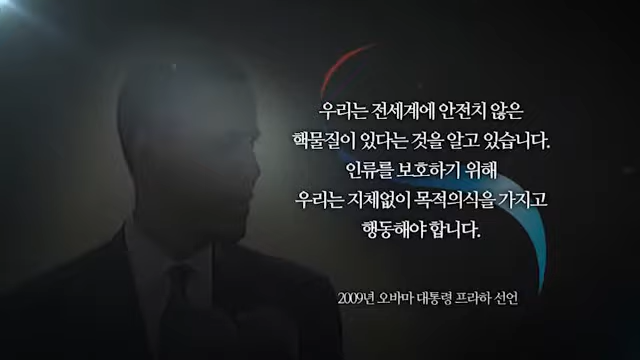 우리는 전세계에 안전치 않은
핵물질이 있다는 것을 알고 있습니다.
인류를 보호하기 위해
우리는 지체없이 목적의식을 가지고
행동해야 합니다.
2009년 오바마 대통령 프라하 선언